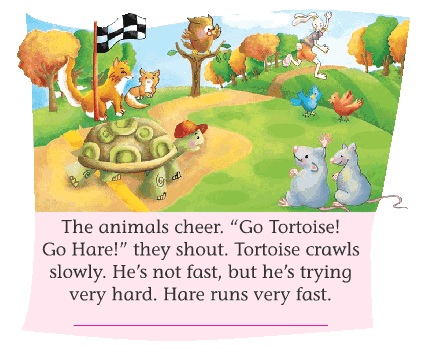 The animals cheer. “Go Tortoise!
Go Hare!” they shout. Tortoise crawls
slowly. He’s not fast, but he’s trying
very hard. Hare runs very fast.